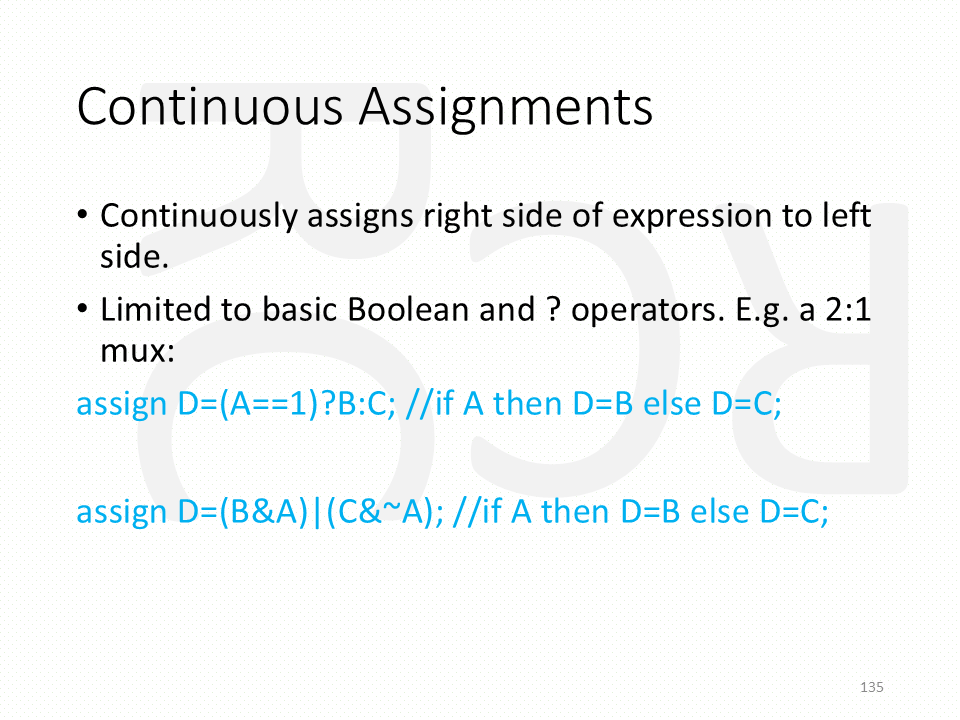 Continuous Assignments
• Continuously assigns right side of expression to left
side.
• Limited to basic Boolean and ? operators. E.g. a 2:1
mux:
assign D=(A==1)?B:C; //if A then D=B else D=C;
assign D=(B&A)|(C&~A); //if A then D=B else D=C;
135